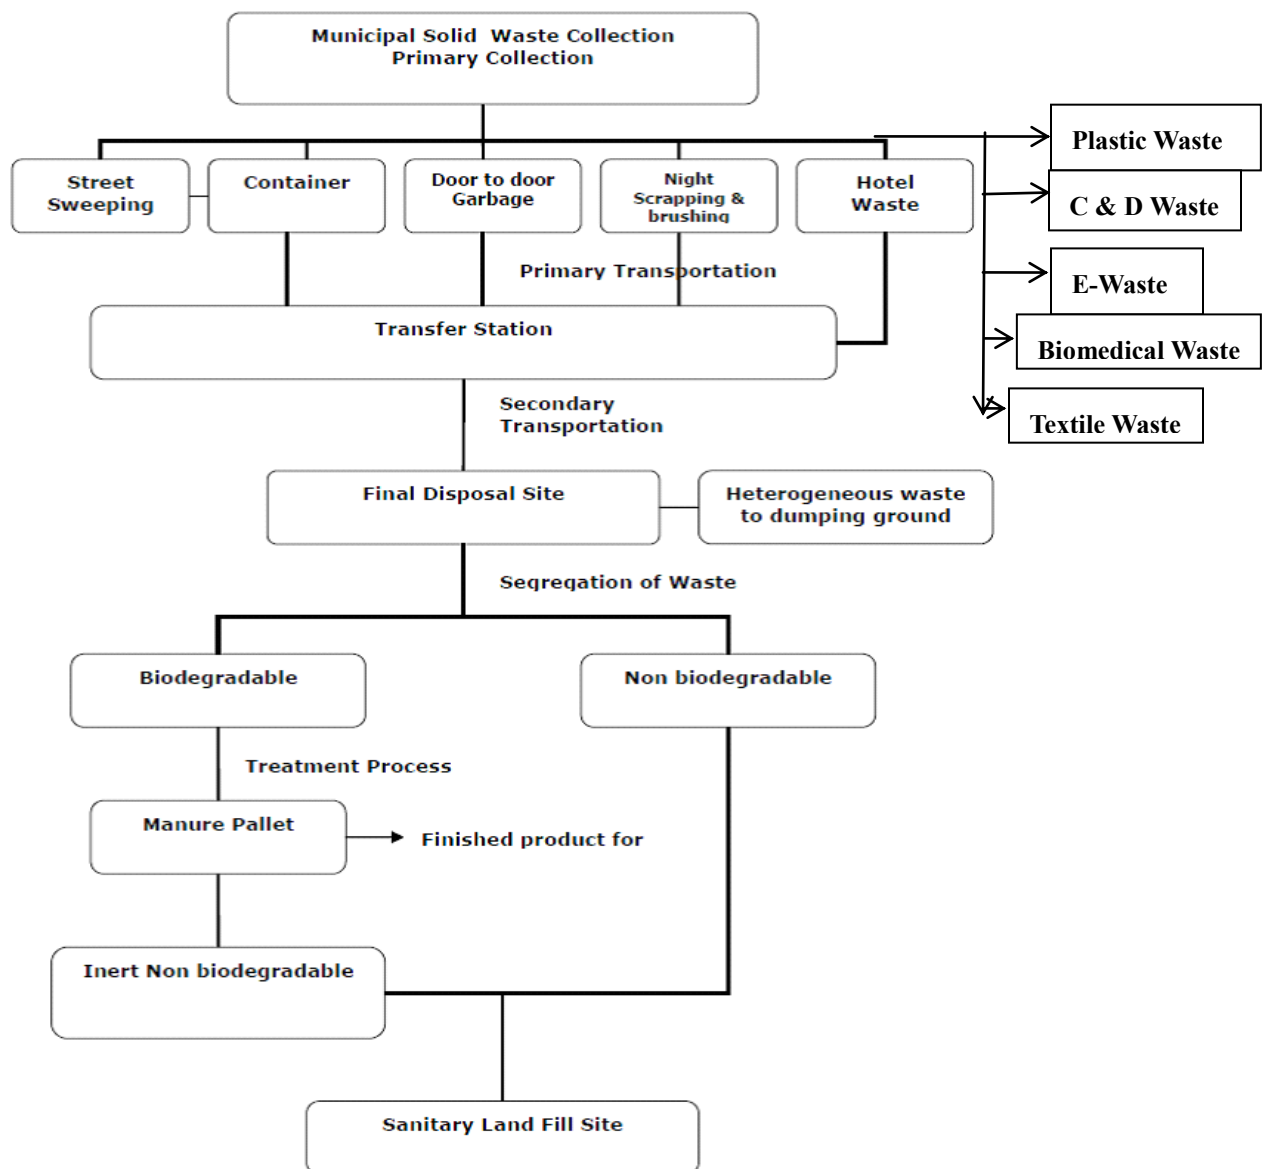 Municipal Solid Waste Collection
Primary Collection
Plastic Waste
Street
Sweeping
Container
Door to door
Garbage
Night
Scrapping &
brushing
Hotel
Waste
C & D Waste
Primary Transportation
E-Waste
Transfer Station
Biomedical Waste
Secondary
Transportation
Textile Waste
Final Disposal Site
Heterogeneous waste
to dumping ground
Segregation of Waste
Biodegradable
Non biodegradable
Treatment Process
Manure Pallet
Finished product for
Inert Non biodegradable
Sanitary Land Fill Site